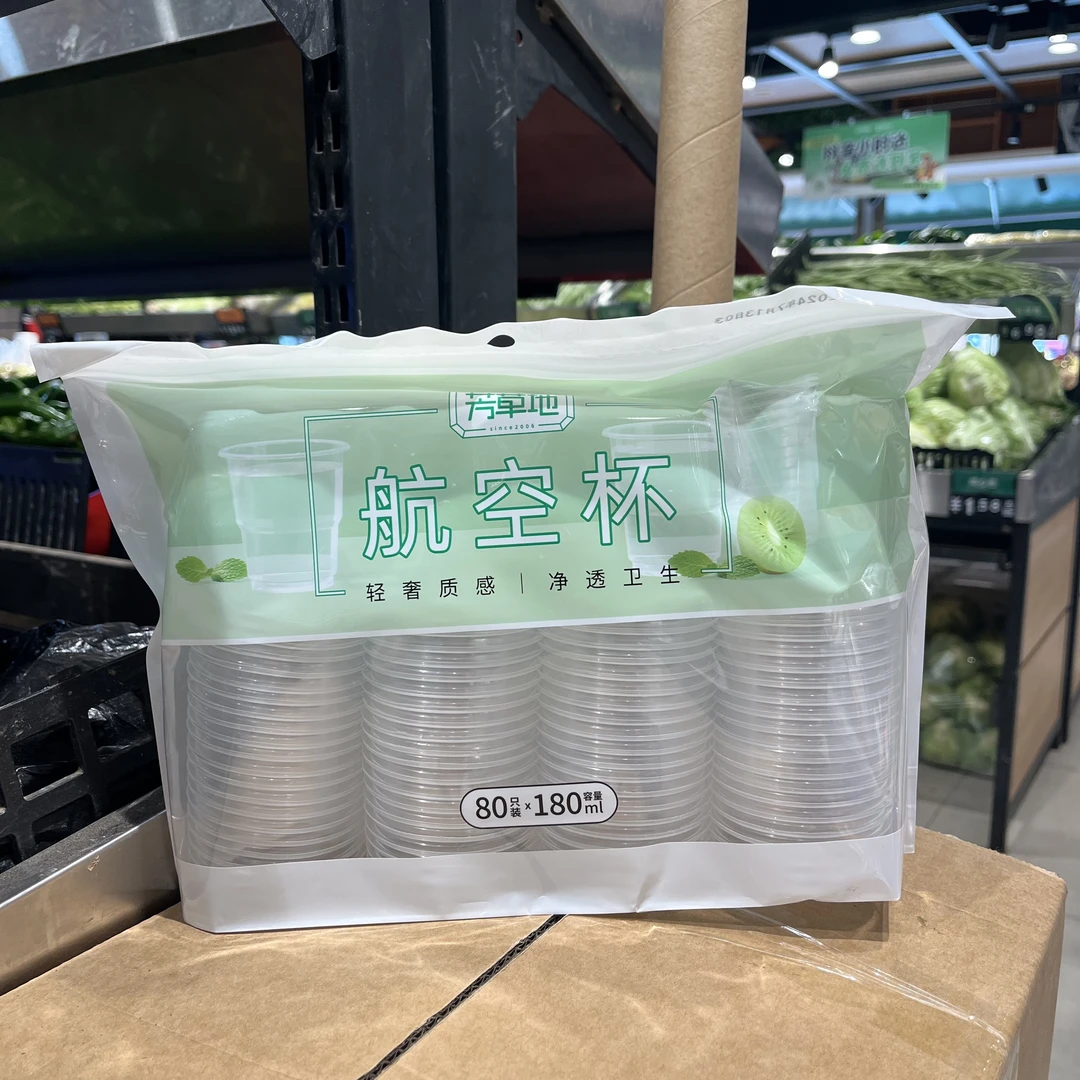 芳草地
since2008
航空杯
轻奢质感 | 净透卫生
80只装 x 180容量ml